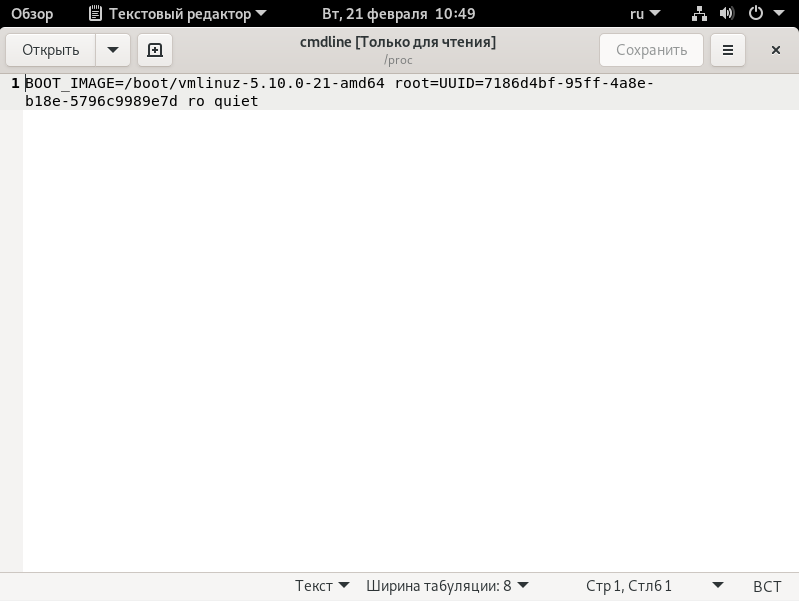 Обзор Текстовый редактор Вт, 21 февраля 10:49 ru
Открыть cmdline [Только для чтения] Сохранить
/proc
1 BOOT_IMAGE=/boot/vmlinuz-5.10.0-21-amd64 root=UUID=7186d4bf-95ff-4a8e-
b18e-5796c9989e7d ro quiet
Текст Ширина табуляции: 8 Стр 1, Стлб 1 ВСТ